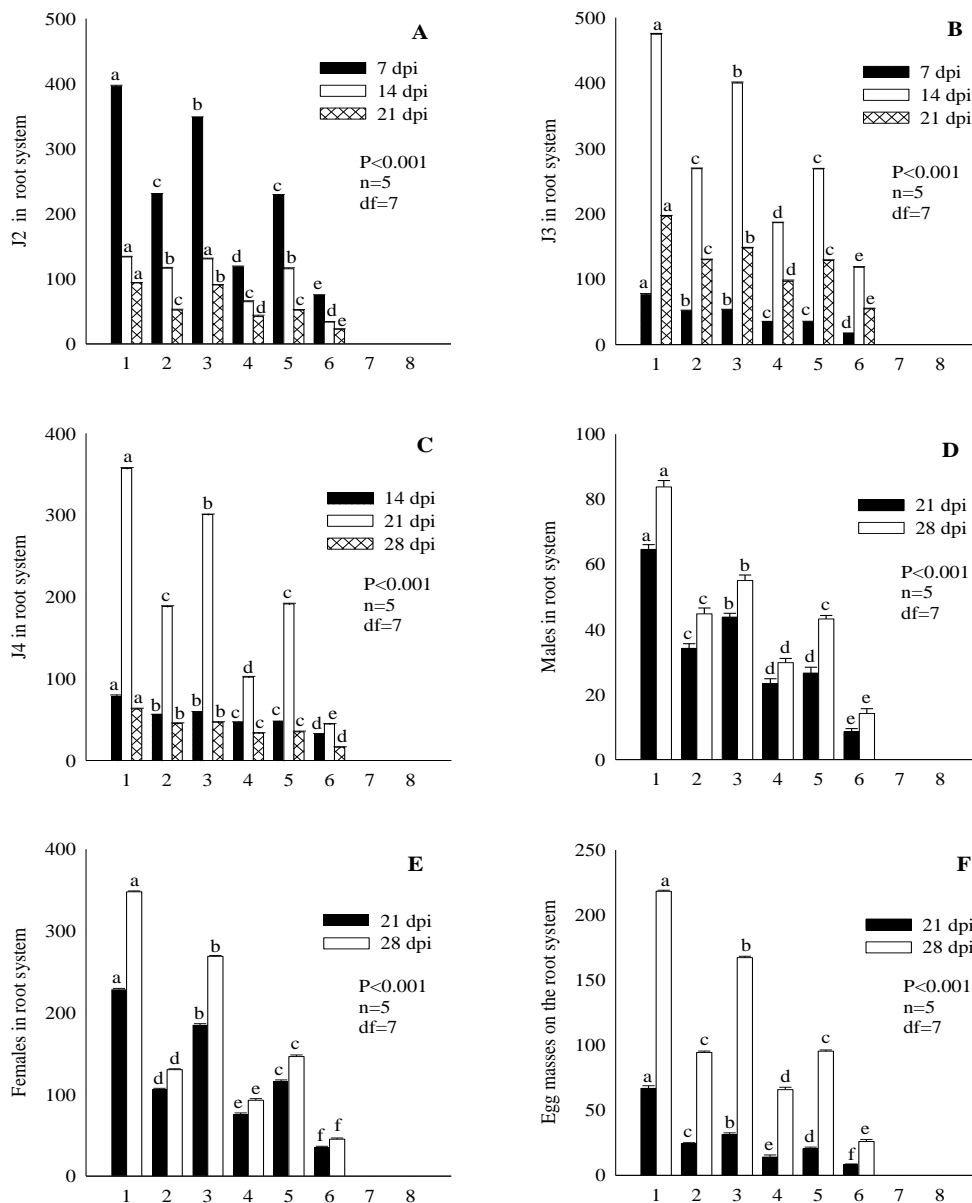 A
J2 in root system
500
400
300
200
100
0
7 dpi
14 dpi
21 dpi
P<0.001
n=5
df=7
a b c c d e
a b a c b d
a c b d c e
1 2 3 4 5 6 7 8
B
J3 in root system
500
400
300
200
100
0
7 dpi
14 dpi
21 dpi
P<0.001
n=5
df=7
a c b d c e
a c b d c e
a b b c c d
1 2 3 4 5 6 7 8
C
J4 in root system
400
300
200
100
0
14 dpi
21 dpi
28 dpi
P<0.001
n=5
df=7
a c b d c e
a b b c c d
a b b c c d
1 2 3 4 5 6 7 8
D
Males in root system
100
80
60
40
20
0
21 dpi
28 dpi
P<0.001
n=5
df=7
a c b d c e
a c b d d e
1 2 3 4 5 6 7 8
E
Females in root system
400
300
200
100
0
21 dpi
28 dpi
P<0.001
n=5
df=7
a d b e c f
a d b e c f
1 2 3 4 5 6 7 8
F
Egg masses on the root system
250
200
150
100
50
0
21 dpi
28 dpi
P<0.001
n=5
df=7
a c b d c e
a c b e d f
1 2 3 4 5 6 7 8